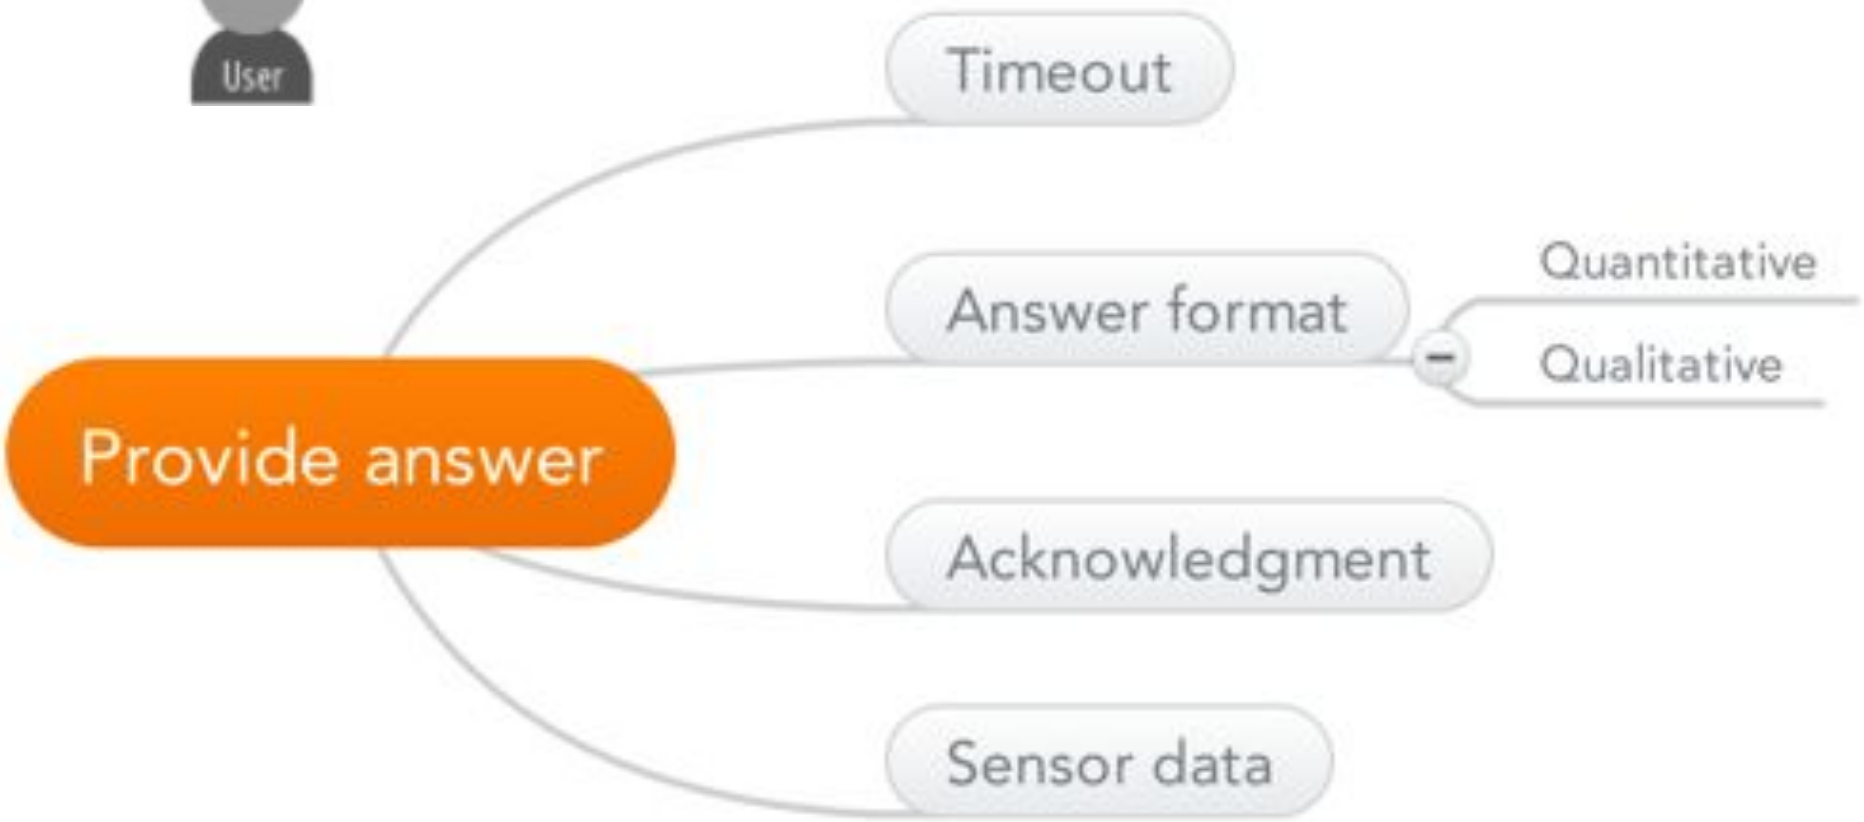 User
Timeout
Answer format
Quantitative
Qualitative
Provide answer
Acknowledgment
Sensor data